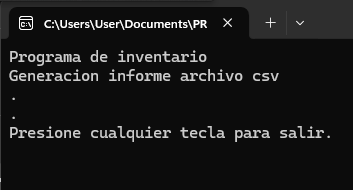 C:\Users\User\Documents\PR
Programa de inventario
Generacion informe archivo csv
.
.
Presione cualquier tecla para salir.